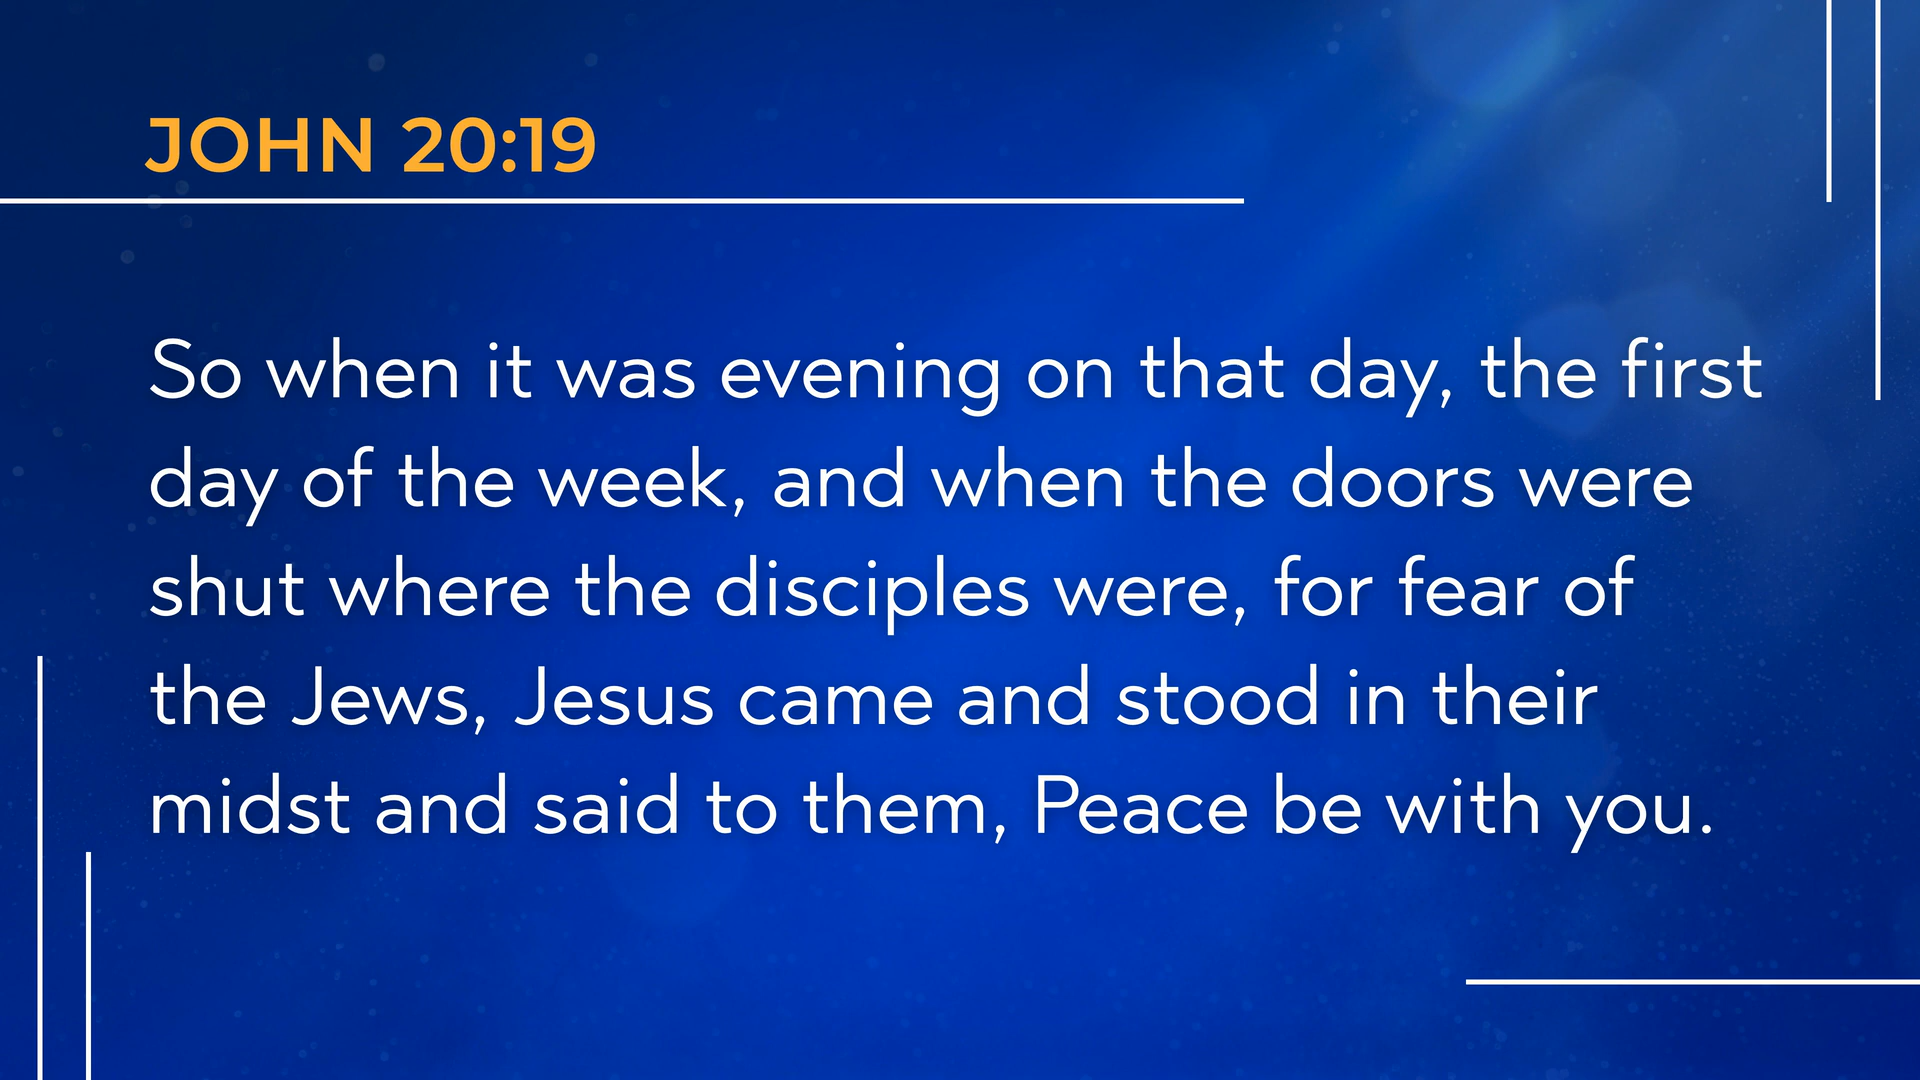 JOHN 20:19
So when it was evening on that day, the first
day of the week, and when the doors were
shut where the disciples were, for fear of
the Jews, Jesus came and stood in their
midst and said to them, Peace be with you.